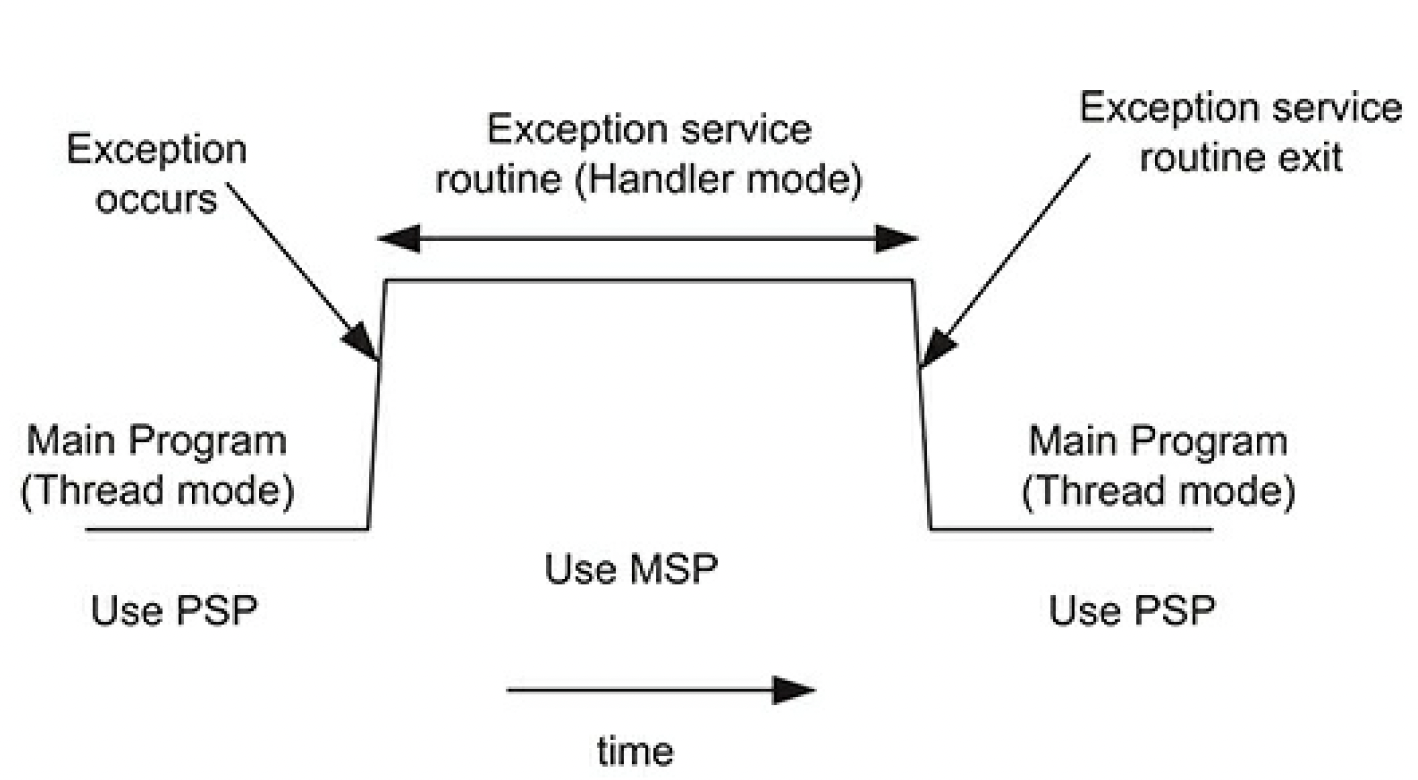 Exception
occurs
Exception service
routine (Handler mode)
Exception service
routine exit
Main Program
(Thread mode)
Main Program
(Thread mode)
Use MSP
Use PSP
Use PSP
time